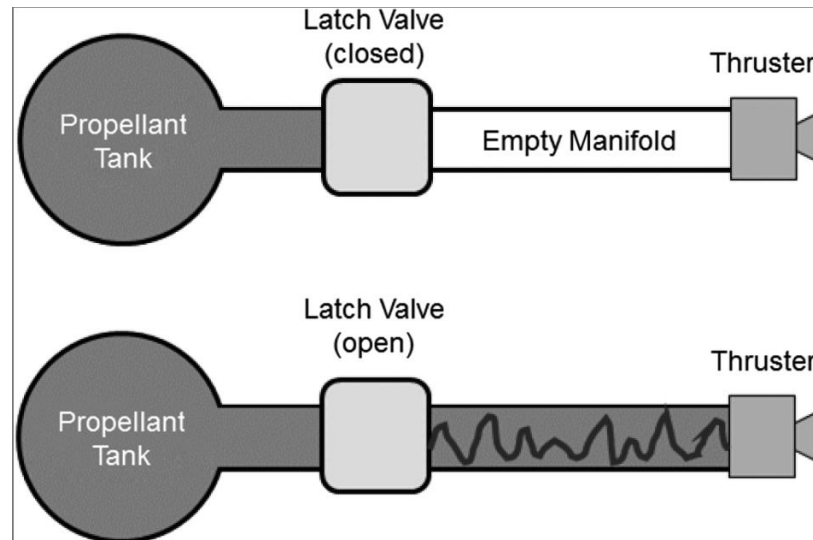 Latch Valve
(closed)
Thruster
Propellant
Tank
Empty Manifold
Latch Valve
(open)
Thruster
Propellant
Tank